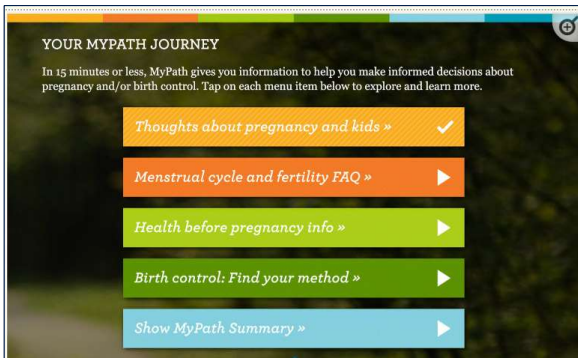 YOUR MYPATH JOURNEY
In 15 minutes or less, MyPath gives you information to help you make informed decisions about
pregnancy and/or birth control. Tap on each menu item below to explore and learn more.
Thoughts about pregnancy and kids »
Menstrual cycle and fertility FAQ »
Health before pregnancy info »
Birth control: Find your method »
Show MyPath Summary »